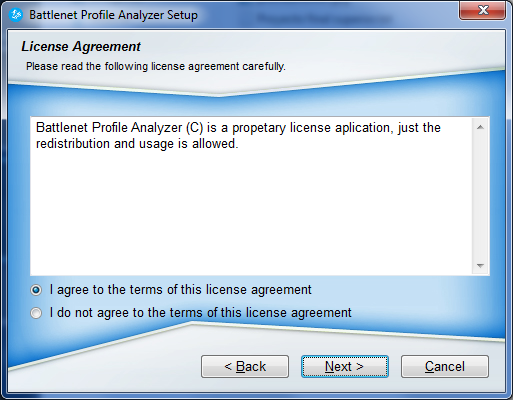 Battlenet Profile Analyzer Setup
License Agreement
Please read the following license agreement carefully.
Battlenet Profile Analyzer (C) is a propetary license aplication, just the
redistribution and usage is allowed.
I agree to the terms of this license agreement
I do not agree to the terms of this license agreement
< Back
Next >
Cancel